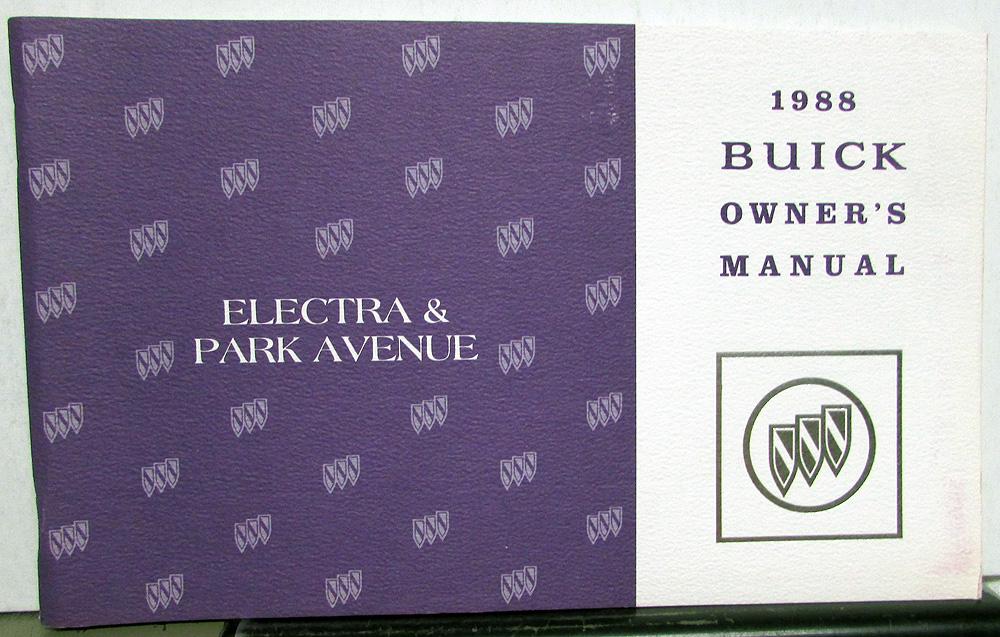 ELECTRA &
PARK AVENUE
1988
BUICK
OWNER'S
MANUAL